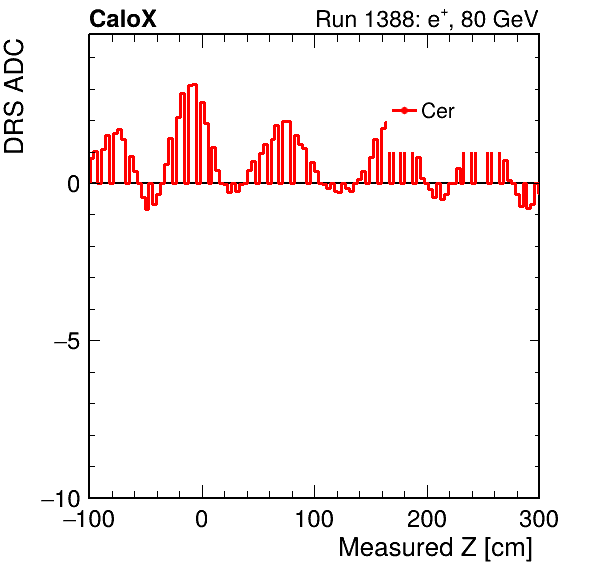 CaloX
Run 1388: e+, 80 GeV
DRS ADC
Cer
0
−5
−10
−100 0 100 200 300
Measured Z [cm]